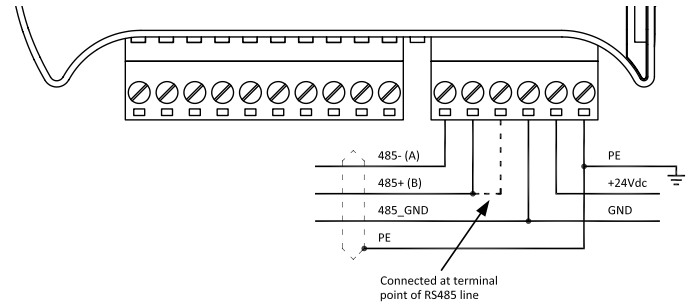 485- (A)
PE
485+ (B)
+24Vdc
485_GND
GND
PE
Connected at terminal
point of RS485 line